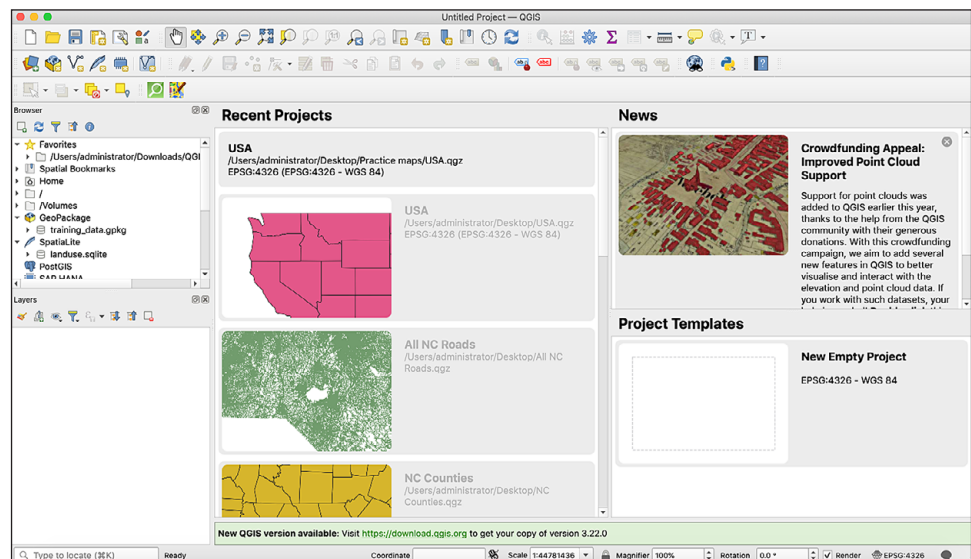 Untitled Project — QGIS
Browser
Favorites
/Users/administrator/Downloads/QGI
Spatial Bookmarks
Home
/
/Volumes
GeoPackage
training_data.gpkg
SpatiaLite
landuse.sqlite
PostGIS
SAP HANA
Layers
Recent Projects
USA
/Users/administrator/Desktop/Practice maps/USA.qgz
EPSG:4326 (EPSG:4326 - WGS 84)
USA
/Users/administrator/Desktop/USA.qgz
EPSG:4326 (EPSG:4326 - WGS 84)
All NC Roads
/Users/administrator/Desktop/All NC
Roads.qgz
NC Counties
/Users/administrator/Desktop/NC
Counties.qgz
News
Crowdfunding Appeal:
Improved Point Cloud
Support
Support for point clouds was
added to QGIS earlier this year,
thanks to the help from the QGIS
community with their generous
donations. With this crowdfunding
campaign, we aim to add several
new features in QGIS to better
visualise and interact with the
elevation and point cloud data. If
you work with such datasets, your
Project Templates
New Empty Project
EPSG:4326 - WGS 84
New QGIS version available: Visit https://download.qgis.org to get your copy of version 3.22.0
Type to locate (⌘K)
Ready
Coordinate
Scale 1:44781436
Magnifier 100%
Rotation 0.0 °
Render
EPSG:4326